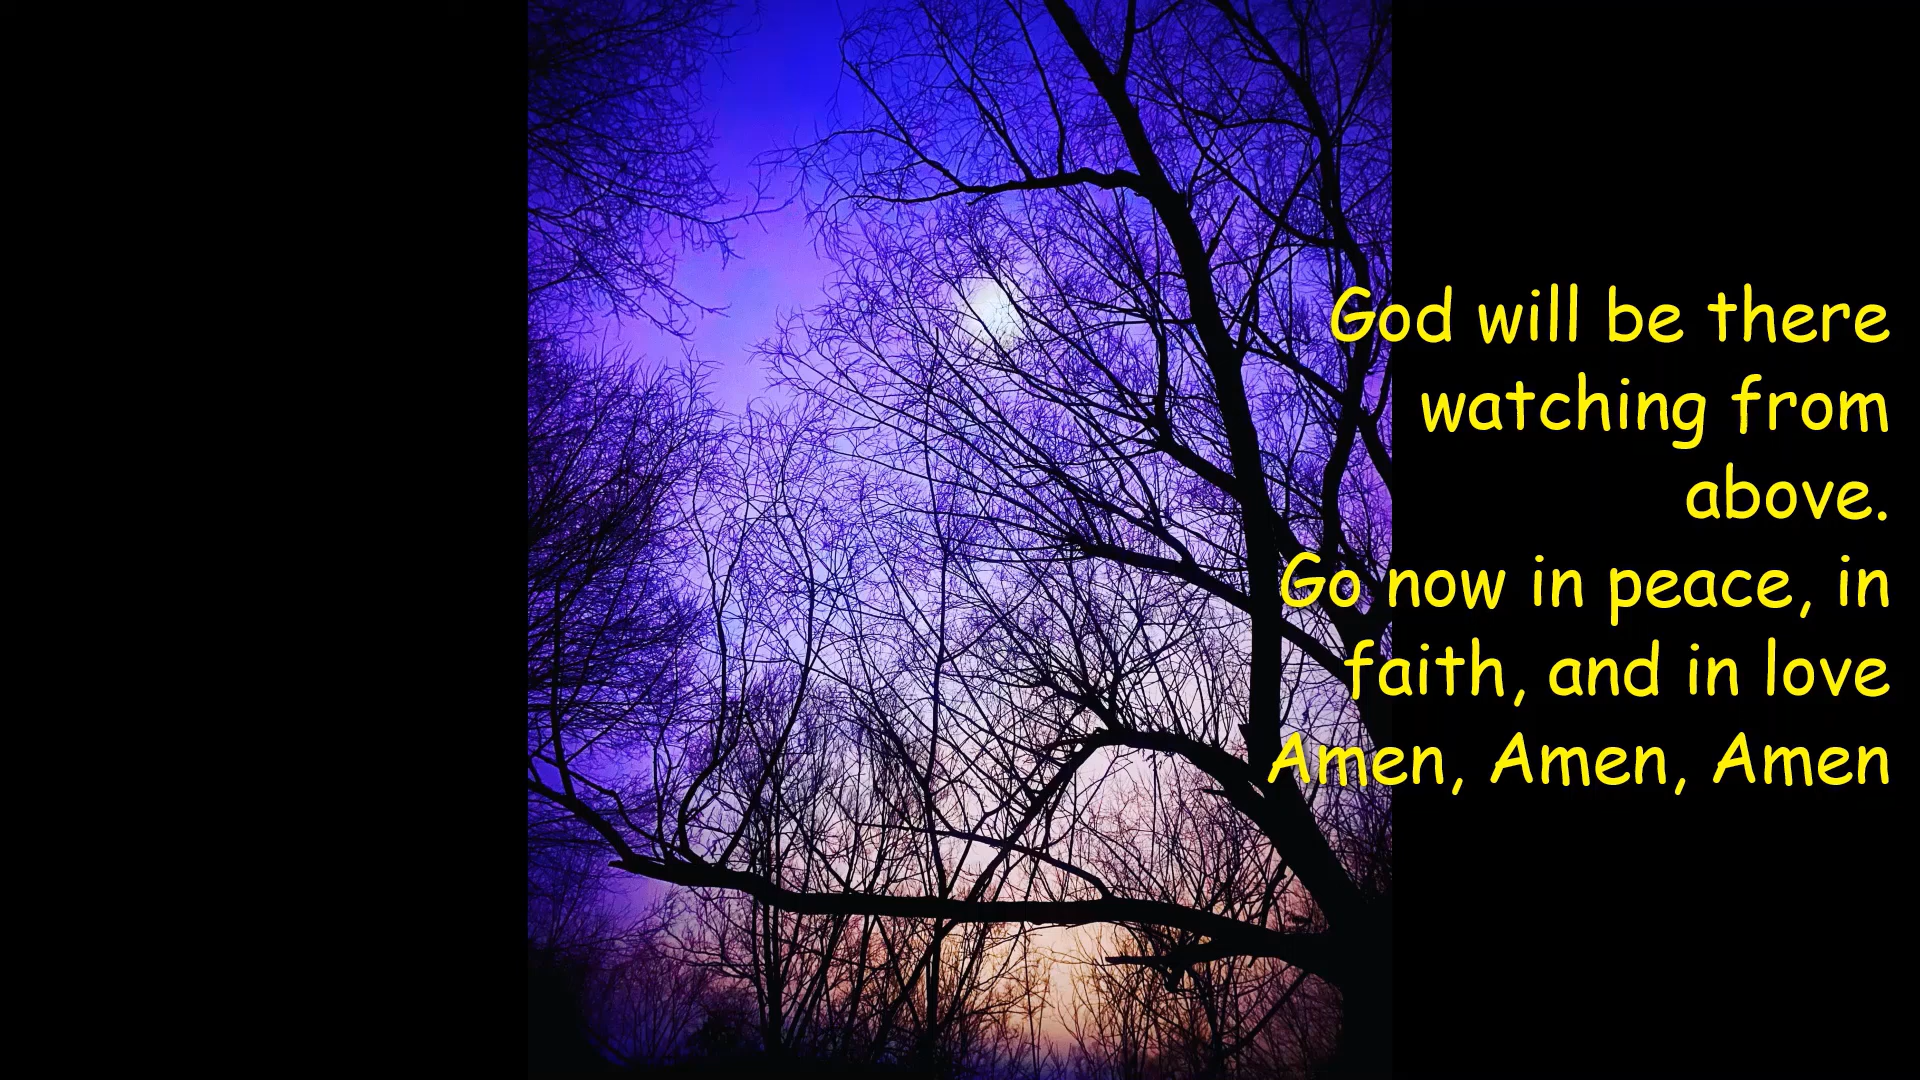 God will be there
watching from
above.
Go now in peace, in
faith, and in love
Amen, Amen, Amen